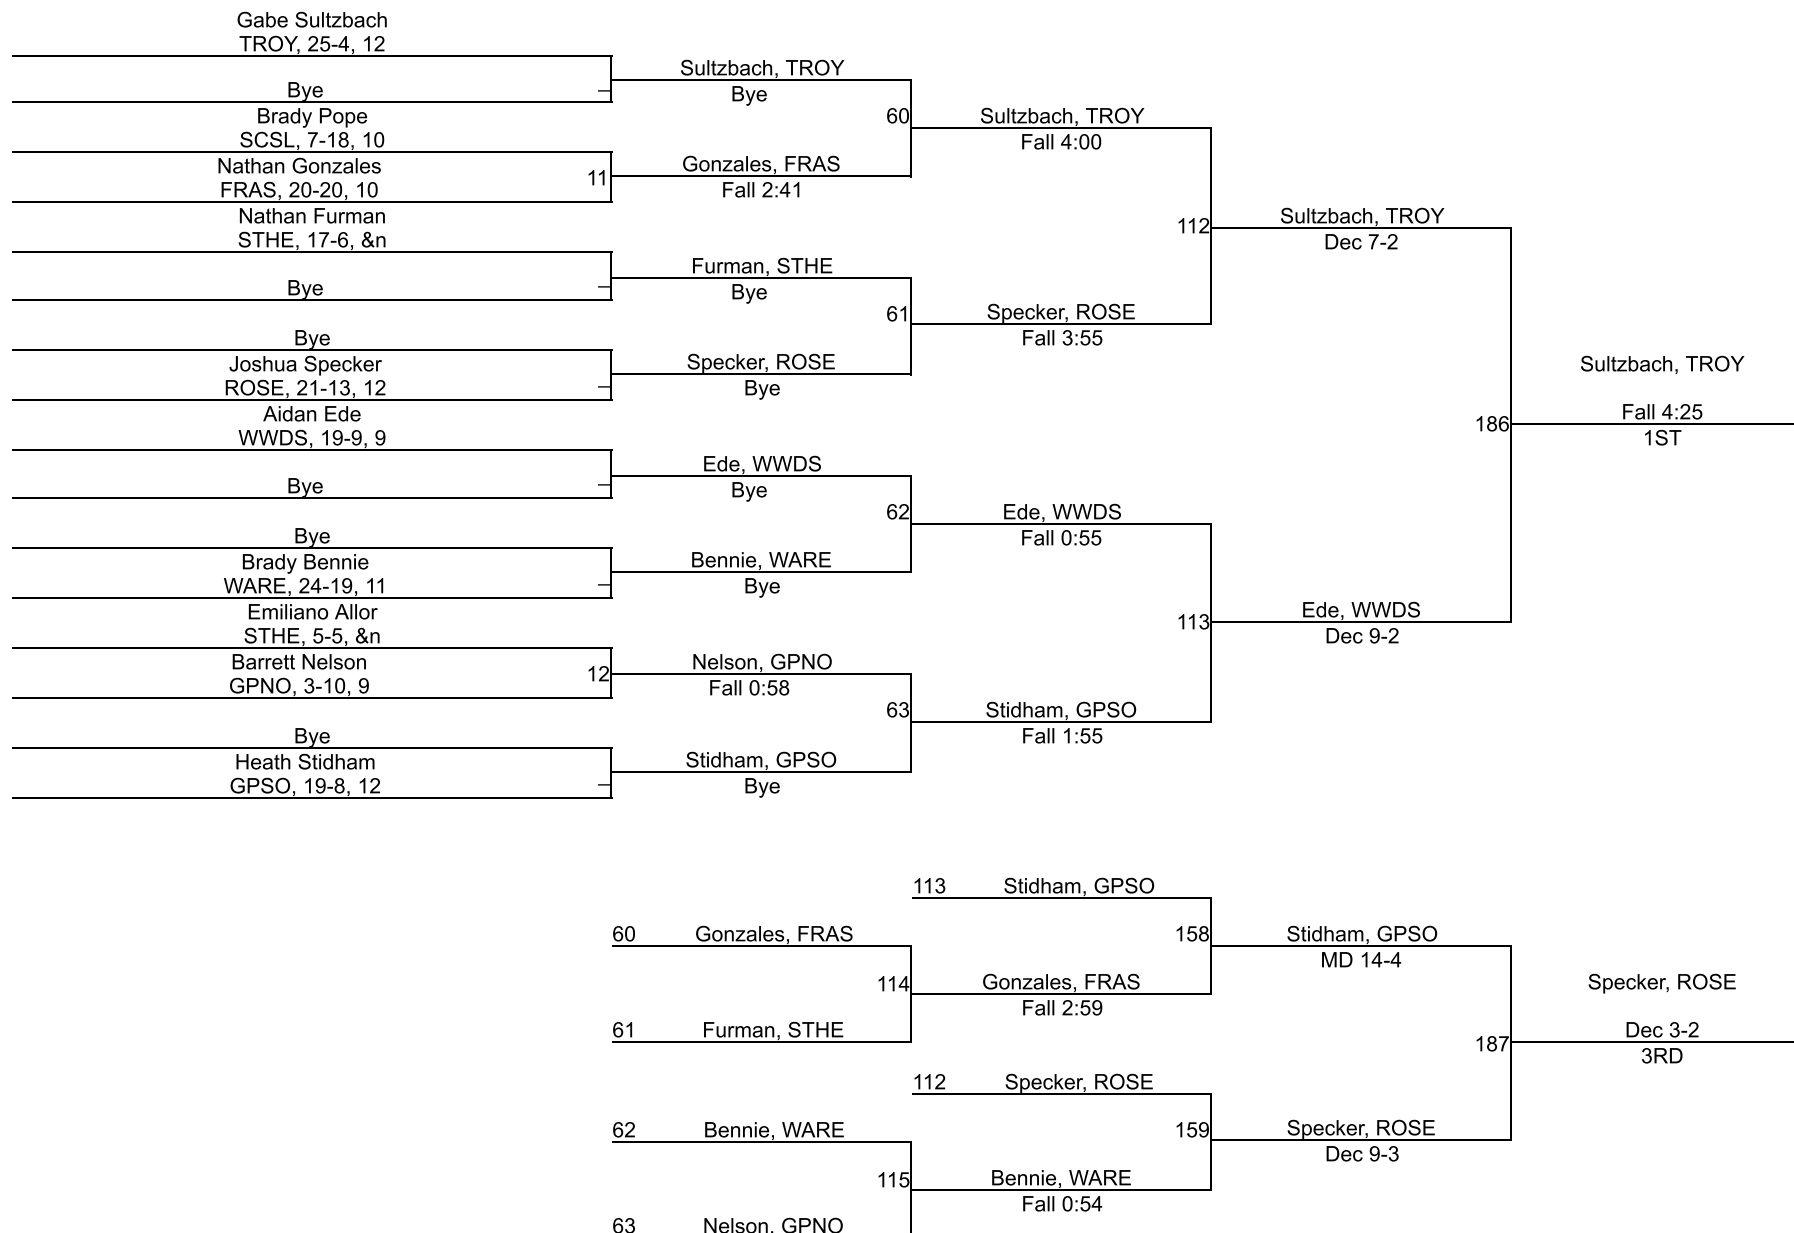 Gabe Sultzbach
TROY, 25-4, 12
Bye
Brady Pope
SCSL, 7-18, 10
Nathan Gonzales
FRAS, 20-20, 10
11
Nathan Furman
STHE, 17-6, &n
Bye
Bye
Joshua Specker
ROSE, 21-13, 12
Aidan Ede
WWDS, 19-9, 9
Bye
Bye
Brady Bennie
WARE, 24-19, 11
Emiliano Allor
STHE, 5-5, &n
Barrett Nelson
GPNO, 3-10, 9
12
Bye
Heath Stidham
GPSO, 19-8, 12
Sultzbach, TROY
Bye
60
Gonzales, FRAS
Fall 2:41
Furman, STHE
Bye
61
Specker, ROSE
Bye
Ede, WWDS
Bye
62
Bennie, WARE
Bye
Nelson, GPNO
Fall 0:58
63
Stidham, GPSO
Bye
Sultzbach, TROY
Fall 4:00
112
Specker, ROSE
Fall 3:55
Ede, WWDS
Fall 0:55
113
Stidham, GPSO
Fall 1:55
Sultzbach, TROY
Dec 7-2
186
Ede, WWDS
Dec 9-2
Sultzbach, TROY
Fall 4:25
1ST
113 Stidham, GPSO
60 Gonzales, FRAS
114
61 Furman, STHE
158
Gonzales, FRAS
Fall 2:59
112 Specker, ROSE
62 Bennie, WARE
115
63 Nelson, GPNO
159
Bennie, WARE
Fall 0:54
Stidham, GPSO
MD 14-4
187
Specker, ROSE
Dec 9-3
Specker, ROSE
Dec 3-2
3RD